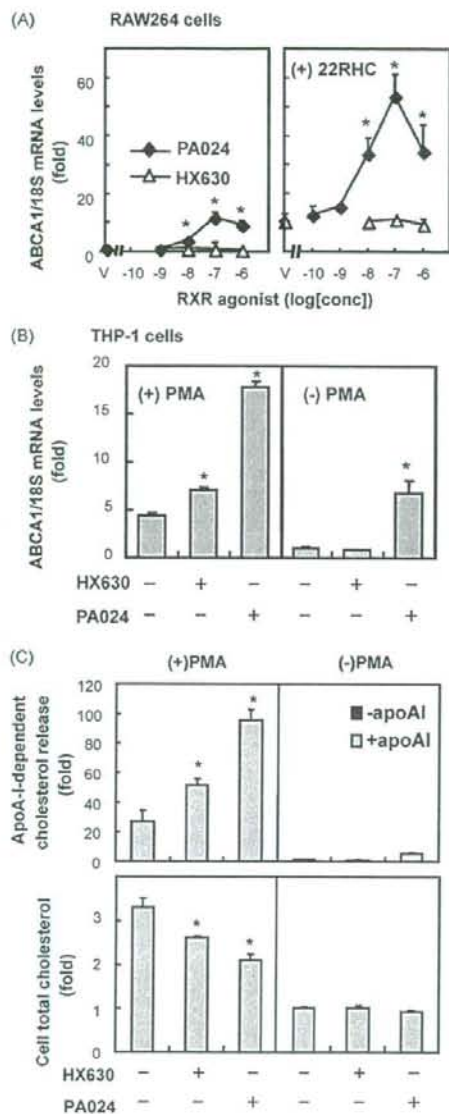 (A) RAW264 cells
ABCA1/18S mRNA levels
(fold)
60
40
20
10
0
PA024
HX630
* * *
(+) 22RHC
* * *
V -10 -9 -8 -7 -6
V -10 -9 -8 -7 -6
RXR agonist (log[conc])
(B) THP-1 cells
ABCA1/18S mRNA levels
(fold)
20
15
10
5
0
(+) PMA
* *
(-) PMA
*
HX630 – + – – + –
PA024 – – + – – +
(C)
(+)PMA (-)PMA
ApoA-I-dependent
cholesterol release
(fold)
120
100
80
60
40
20
0
* *
-apoAI
+apoAI
Cell total cholesterol
(fold)
3
2
1
0
* *
HX630 – + – – + –
PA024 – – + – – +